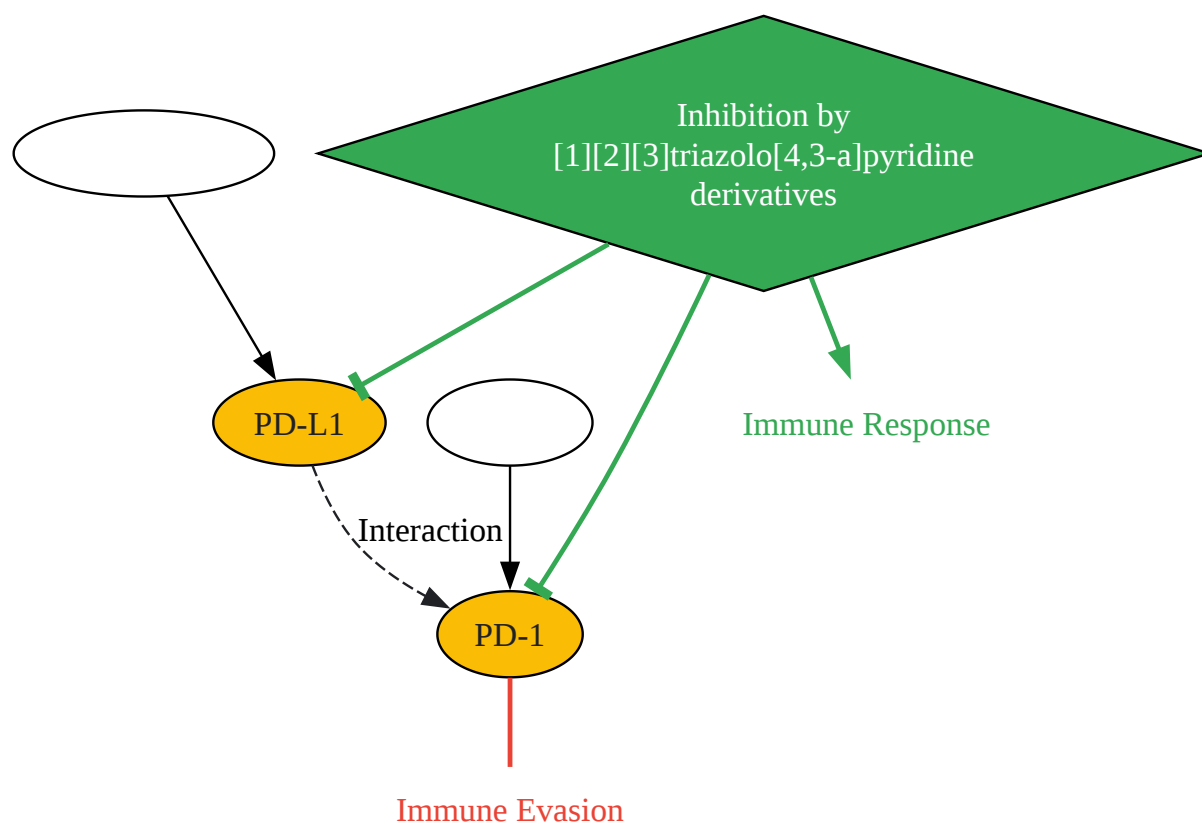 Inhibition by
[1][2][3]triazolo[4,3-a]pyridine
derivatives
PD-L1
Immune Response
Interaction
PD-1
Immune Evasion